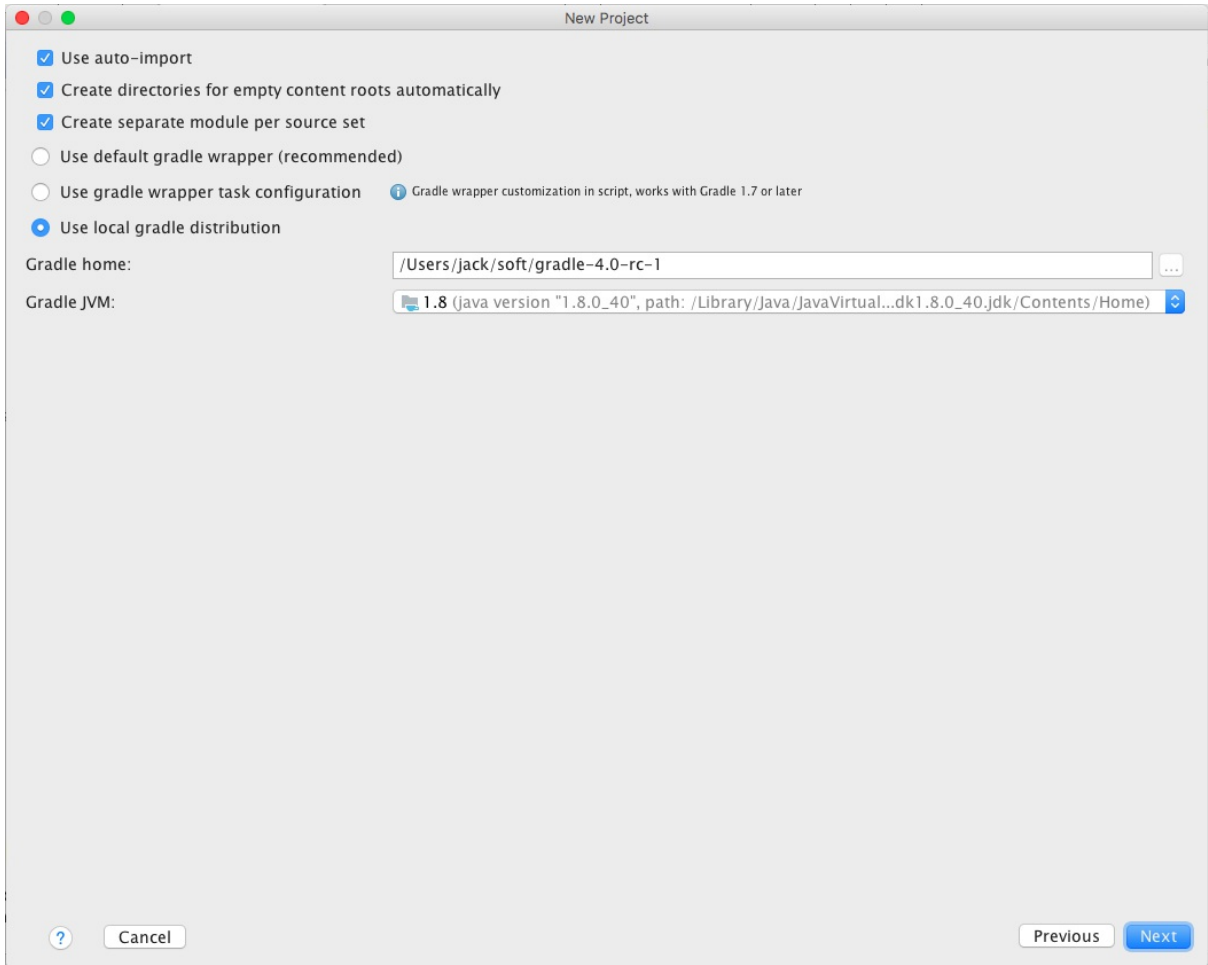 New Project
Use auto-import
Create directories for empty content roots automatically
Create separate module per source set
Use default gradle wrapper (recommended)
Use gradle wrapper task configuration Gradle wrapper customization in script, works with Gradle 1.7 or later
Use local gradle distribution
Gradle home: /Users/jack/soft/gradle-4.0-rc-1 ...
Gradle JVM: 1.8 (java version "1.8.0_40", path: /Library/Java/JavaVirtual...dk1.8.0_40.jdk/Contents/Home)
? Cancel Previous Next